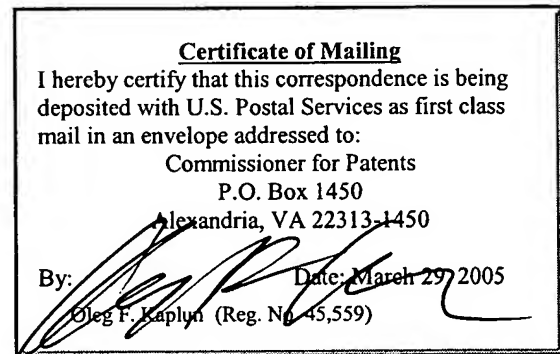 Certificate of Mailing
I hereby certify that this correspondence is being
deposited with U.S. Postal Services as first class
mail in an envelope addressed to:
Commissioner for Patents
P.O. Box 1450
Alexandria, VA 22313-1450
By: Date: March 29, 2005
Oleg F. Kaplun (Reg. No. 45,559)